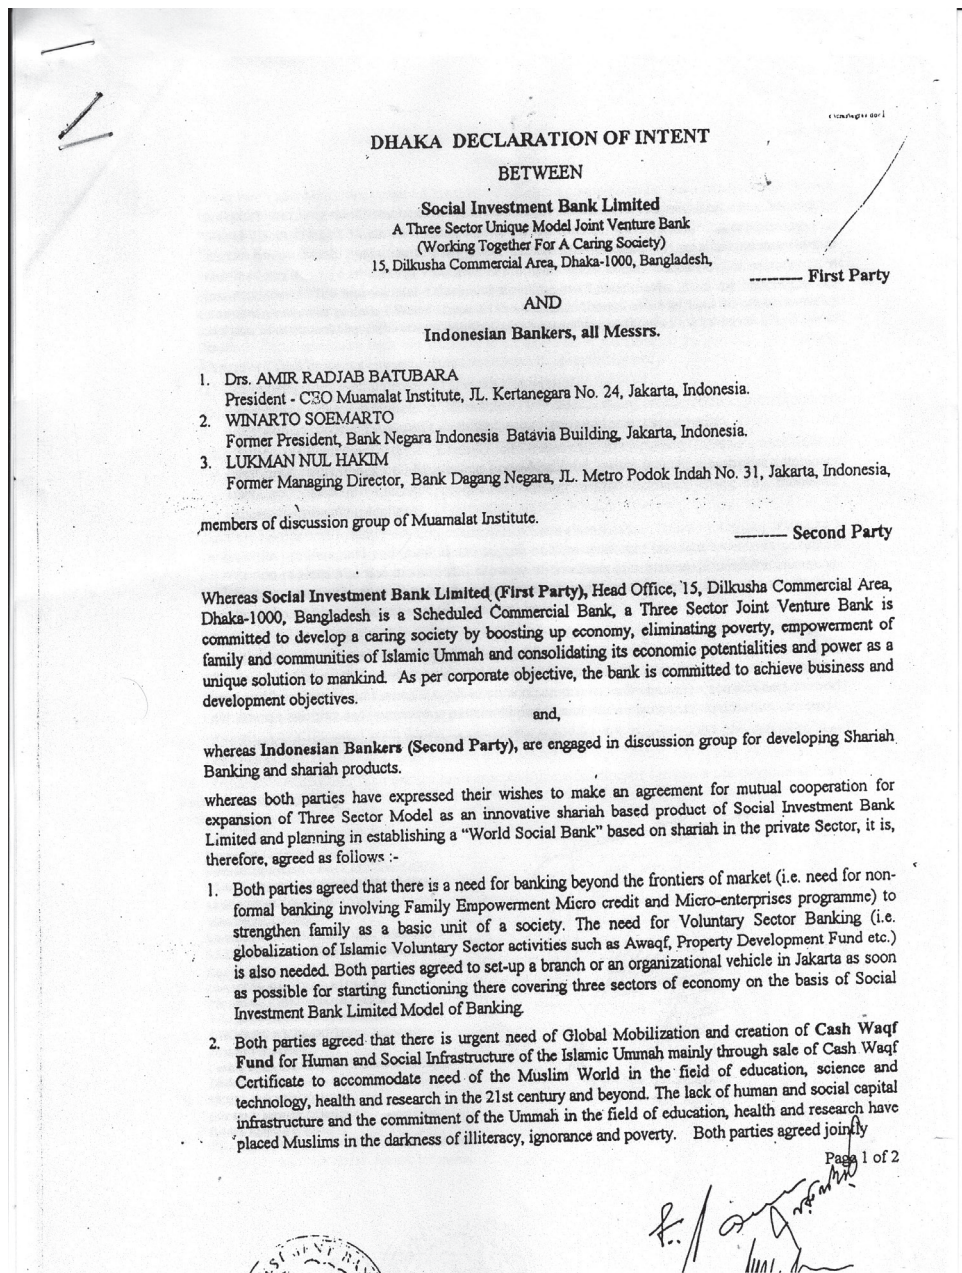 DHAKA DECLARATION OF INTENT
BETWEEN
Social Investment Bank Limited
A Three Sector Unique Model Joint Venture Bank
(Working Together For A Caring Society)
15, Dilkusha Commercial Area, Dhaka-1000, Bangladesh,
-------- First Party
AND
Indonesian Bankers, all Messrs.
1. Drs. AMIR RADJAB BATUBARA
President - CEO Muamalat Institute, JL. Kertanegara No. 24, Jakarta, Indonesia.
2. WINARTO SOEMARTO
Former President, Bank Negara Indonesia Batavia Building, Jakarta, Indonesia.
3. LUKMAN NUL HAKIM
Former Managing Director, Bank Dagang Negara, JL. Metro Podok Indah No. 31, Jakarta, Indonesia,
members of discussion group of Muamalat Institute.
-------- Second Party
Whereas Social Investment Bank Limited (First Party), Head Office, 15, Dilkusha Commercial Area,
Dhaka-1000, Bangladesh is a Scheduled Commercial Bank, a Three Sector Joint Venture Bank is
committed to develop a caring society by boosting up economy, eliminating poverty, empowerment of
family and communities of Islamic Ummah and consolidating its economic potentialities and power as a
unique solution to mankind. As per corporate objective, the bank is committed to achieve business and
development objectives.
and,
whereas Indonesian Bankers (Second Party), are engaged in discussion group for developing Shariah
Banking and shariah products.
whereas both parties have expressed their wishes to make an agreement for mutual cooperation for
expansion of Three Sector Model as an innovative shariah based product of Social Investment Bank
Limited and planning in establishing a “World Social Bank” based on shariah in the private Sector, it is,
therefore, agreed as follows :-
1. Both parties agreed that there is a need for banking beyond the frontiers of market (i.e. need for non-
formal banking involving Family Empowerment Micro credit and Micro-enterprises programme) to
strengthen family as a basic unit of a society. The need for Voluntary Sector Banking (i.e.
globalization of Islamic Voluntary Sector activities such as Awaqf, Property Development Fund etc.)
is also needed. Both parties agreed to set-up a branch or an organizational vehicle in Jakarta as soon
as possible for starting functioning there covering three sectors of economy on the basis of Social
Investment Bank Limited Model of Banking.
2. Both parties agreed that there is urgent need of Global Mobilization and creation of Cash Waqf
Fund for Human and Social Infrastructure of the Islamic Ummah mainly through sale of Cash Waqf
Certificate to accommodate need of the Muslim World in the field of education, science and
technology, health and research in the 21st century and beyond. The lack of human and social capital
infrastructure and the commitment of the Ummah in the field of education, health and research have
placed Muslims in the darkness of illiteracy, ignorance and poverty. Both parties agreed jointly
Page 1 of 2